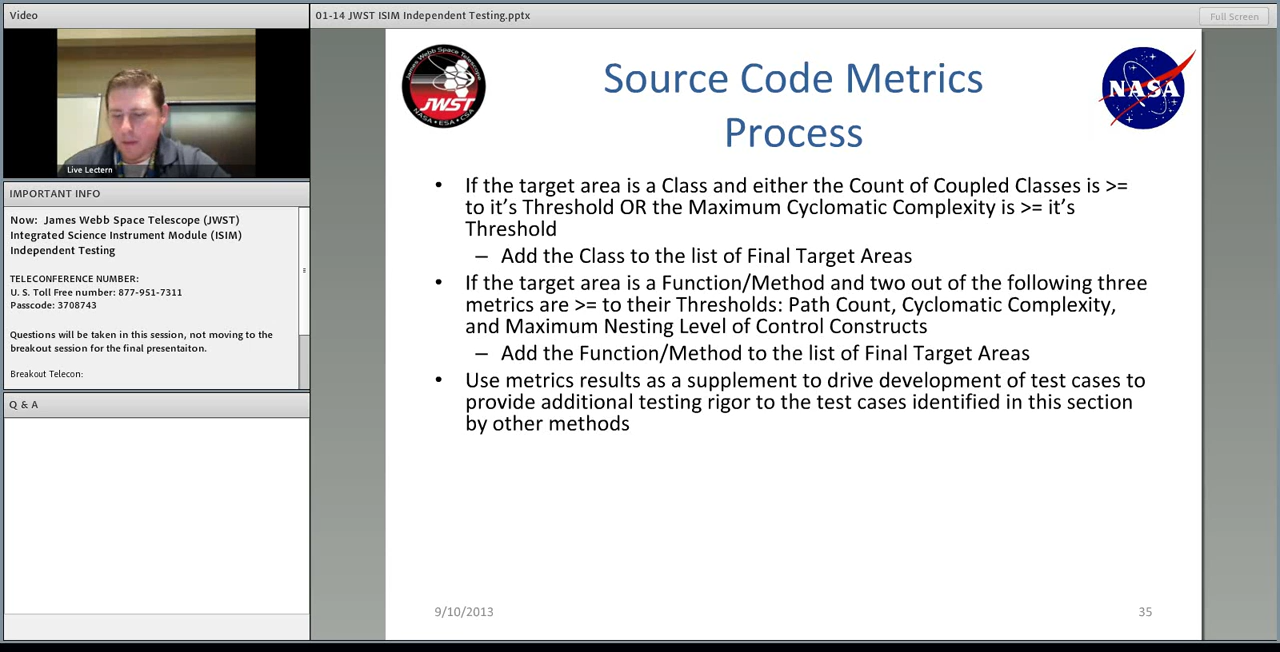 Video
Live Lectern
IMPORTANT INFO
Now: James Webb Space Telescope (JWST)
Integrated Science Instrument Module (ISIM)
Independent Testing
TELECONFERENCE NUMBER:
U. S. Toll Free number: 877-951-7311
Passcode: 3708743
Questions will be taken in this session, not moving to the
breakout session for the final presentaiton.
Breakout Telecon:
Q & A
01-14 JWST ISIM Independent Testing.pptx
Full Screen
James Webb Space Telescope
JWST
NASA • ESA • CSA
NASA
Source Code Metrics
Process
• If the target area is a Class and either the Count of Coupled Classes is >=
to it’s Threshold OR the Maximum Cyclomatic Complexity is >= it’s
Threshold
– Add the Class to the list of Final Target Areas
• If the target area is a Function/Method and two out of the following three
metrics are >= to their Thresholds: Path Count, Cyclomatic Complexity,
and Maximum Nesting Level of Control Constructs
– Add the Function/Method to the list of Final Target Areas
• Use metrics results as a supplement to drive development of test cases to
provide additional testing rigor to the test cases identified in this section
by other methods
9/10/2013
35